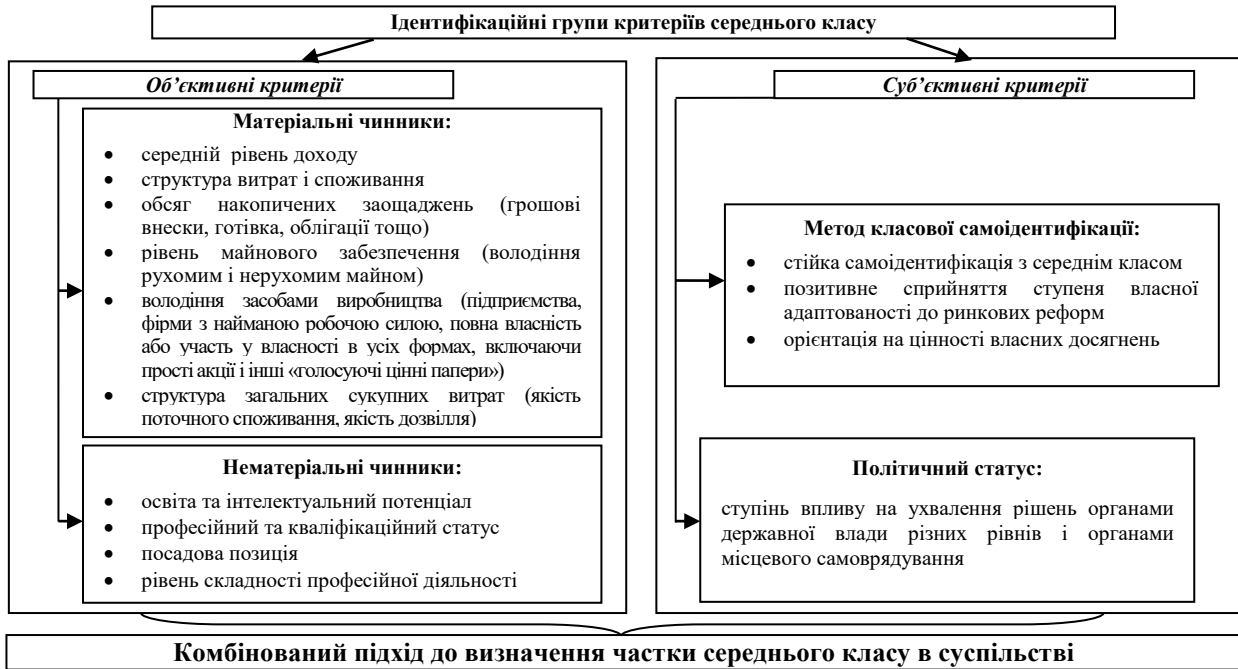 Ідентифікаційні групи критеріїв середнього класу
Об’єктивні критерії
Матеріальні чинники:
• середній рівень доходу
• структура витрат і споживання
• обсяг накопичених заощаджень (грошові
внески, готівка, облігації тощо)
• рівень майнового забезпечення (володіння
рухомим і нерухомим майном)
• володіння засобами виробництва (підприємства,
фірми з найманою робочою силою, повна власність
або участь у власності в усіх формах, включаючи
прості акції і інші «голосуючі цінні папери»)
• структура загальних сукупних витрат (якість
поточного споживання, якість дозвілля)
Нематеріальні чинники:
• освіта та інтелектуальний потенціал
• професійний та кваліфікаційний статус
• посадова позиція
• рівень складності професійної діяльності
Суб’єктивні критерії
Метод класової самоідентифікації:
• стійка самоідентифікація з середнім класом
• позитивне сприйняття ступеня власної
адаптованості до ринкових реформ
• орієнтація на цінності власних досягнень
Політичний статус:
ступінь впливу на ухвалення рішень органами
державної влади різних рівнів і органами
місцевого самоврядування
Комбінований підхід до визначення частки середнього класу в суспільстві